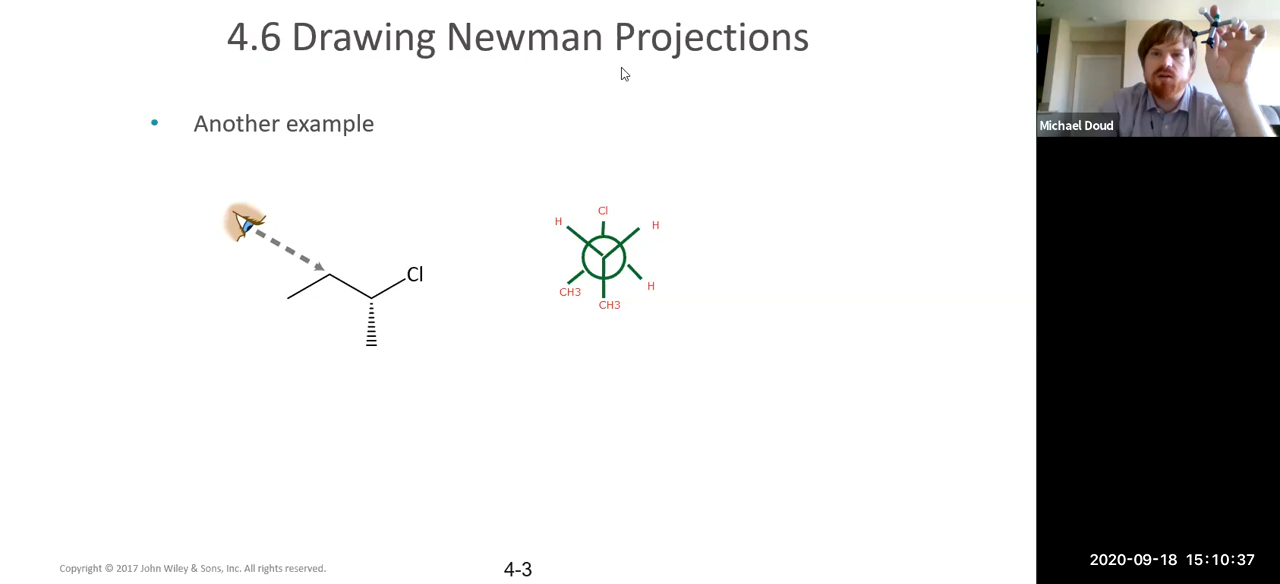 4.6 Drawing Newman Projections
• Another example
Cl
H
Cl
H
CH3
H
CH3
Copyright © 2017 John Wiley & Sons, Inc. All rights reserved.
4-3
Michael Doud
2020-09-18 15:10:37